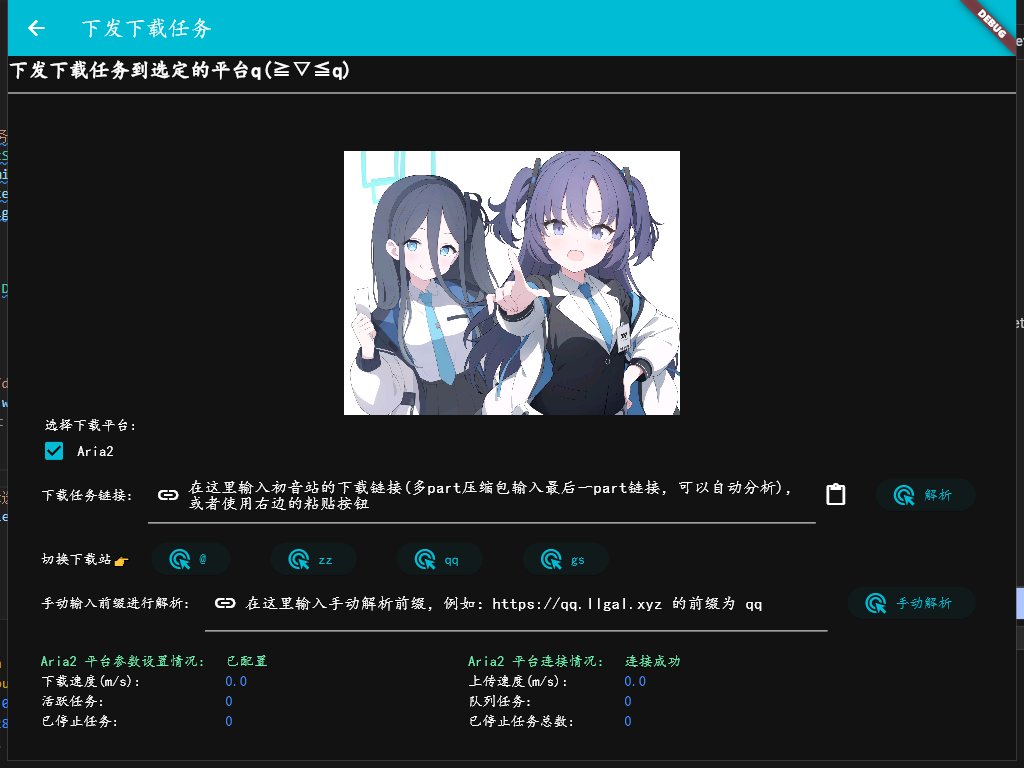 下发下载任务
DEBUG
下发下载任务到选定的平台q(≧▽≦q)
选择下载平台:
Aria2
下载任务链接:
在这里输入初音站的下载链接(多part压缩包输入最后一part链接, 可以自动分析),
或者使用右边的粘贴按钮
解析
切换下载站👉
@
zz
qq
gs
手动输入前缀进行解析:
在这里输入手动解析前缀, 例如: https://qq.llgal.xyz 的前缀为 qq
手动解析
Aria2 平台参数设置情况: 已配置
Aria2 平台连接情况: 连接成功
下载速度(m/s): 0.0
上传速度(m/s): 0.0
活跃任务: 0
队列任务: 0
已停止任务: 0
已停止任务总数: 0